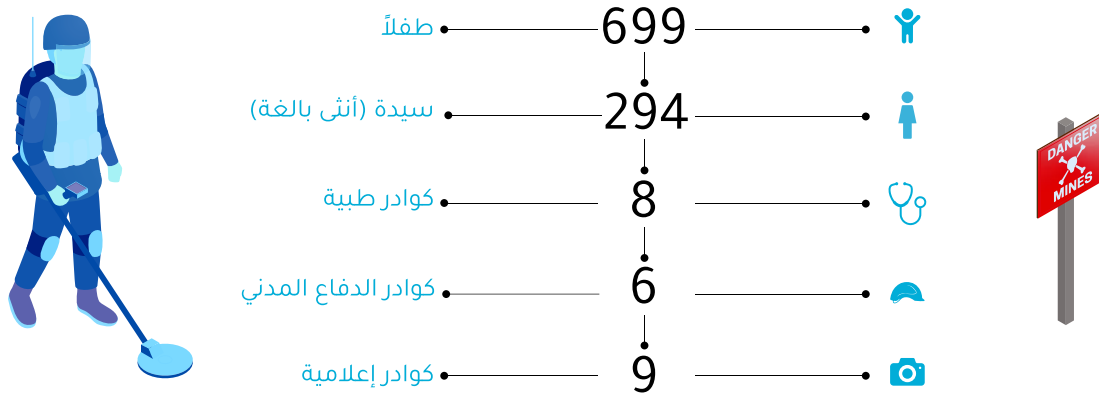 699 طفلاً
294 سيدة (أنثى بالغة)
8 كوادر طبية
6 كوادر الدفاع المدني
9 كوادر إعلامية
DANGER
MINES